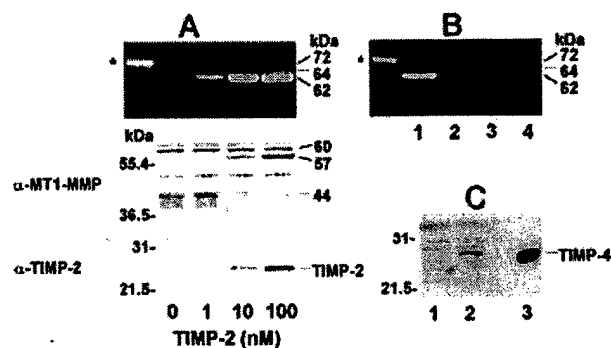 A
kDa
*
72
64
62
B
kDa
*
72
64
62
1 2 3 4
kDa
60
55.4-
57
α-MT1-MMP
44
36.5-
31-
α-TIMP-2
TIMP-2
21.5-
0 1 10 100
TIMP-2 (nM)
C
31-
TIMP-4
21.5-
1 2 3